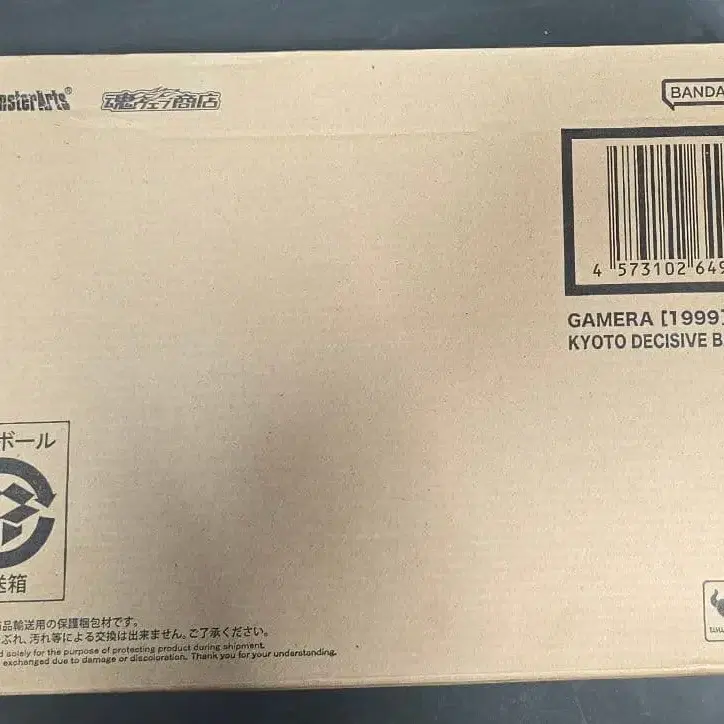 nsterArts®
魂ウェブ商店
BANDA
4 573102 649
GAMERA [1999]
KYOTO DECISIVE B
ボール
送箱
品輸送用の保護梱包材です。
ぶれ、汚れ等による交換は出来ません。ご了承ください。
d solely for the purpose of protecting product during shipment.
exchanged due to damage or discoloration. Thank you for your understanding.